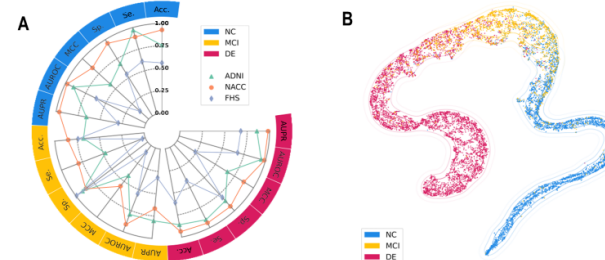 A
Acc.
Se.
Sp.
MCC
AUROC
AUPR
Acc.
Se.
Sp.
MCC
AUROC
AUPR
Acc.
Se.
Sp.
MCC
AUROC
AUPR
1.00
0.75
0.50
0.25
0.00
NC
MCI
DE
ADNI
NACC
FHS
B
NC
MCI
DE